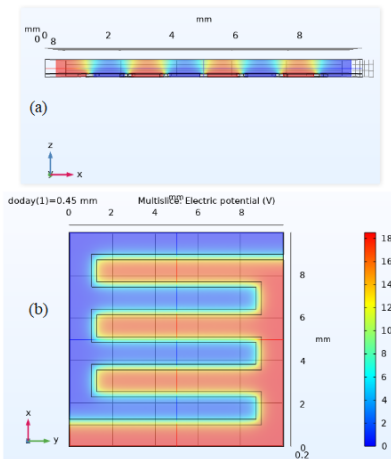 mm
mm 0 2 4 6 8
0
8
(a)
z
y x
doday(1)=0.45 mm Multislice: Electric potential (V)
mm
0 2 4 6 8
18
16
(b)
8
14
6
12
mm
10
4
8
2
6
4
x
0
2
y
0.2
0